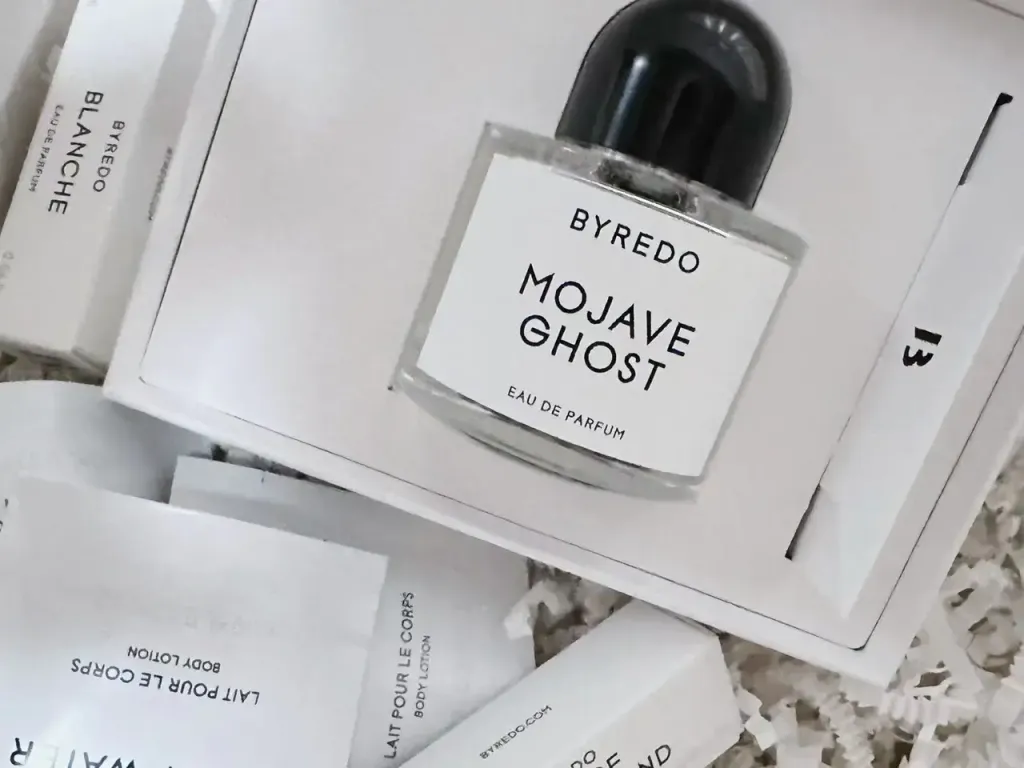 BYREDO
BLANCHE
EAU DE PARFUM
BYREDO
MOJAVE
GHOST
EAU DE PARFUM
LAIT POUR LE CORPS
BODY LOTION
LAIT POUR LE CORPS
BODY LOTION
BYREDO.COM